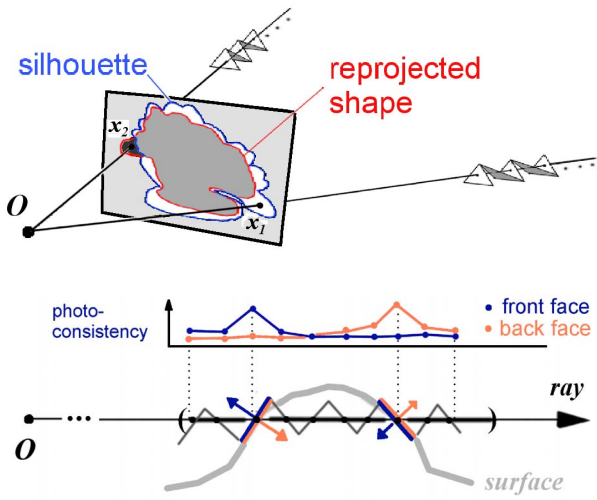 silhouette
reprojected
shape
x2
O
x1
photo-
consistency
front face
back face
ray
( )
O
surface